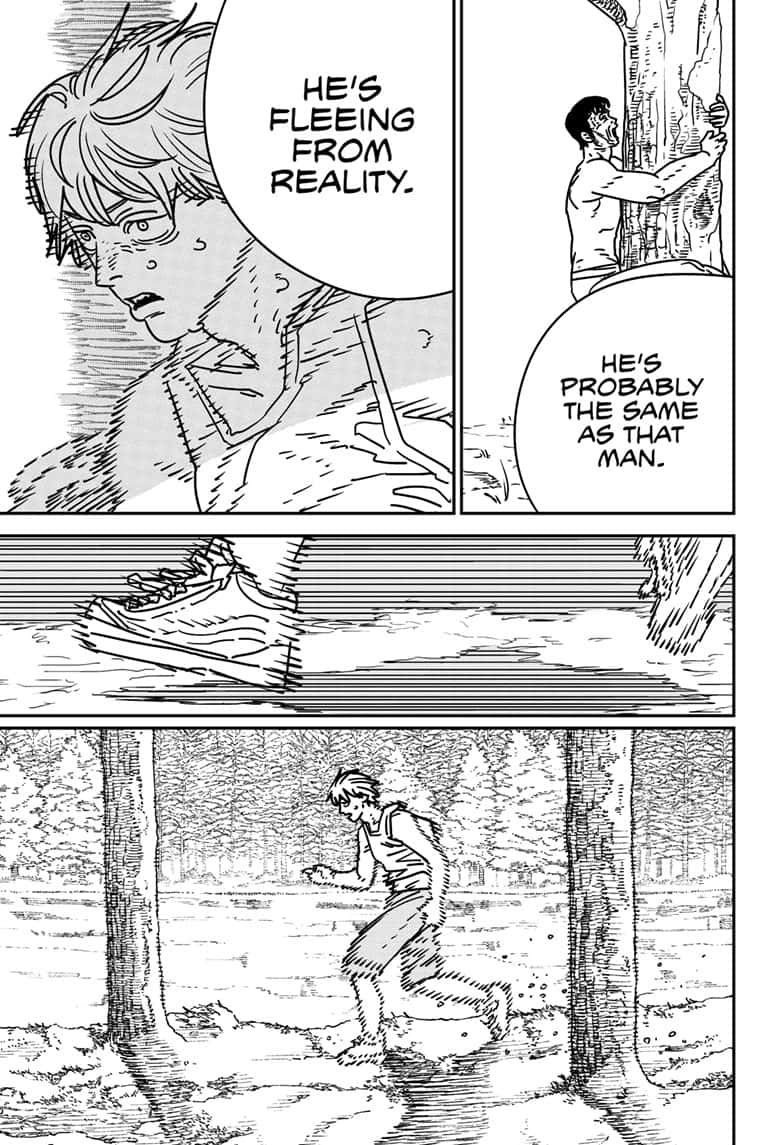 HE'S
PROBABLY
THE SAME
AS THAT
MAN.
HE'S
FLEEING
FROM
REALITY.